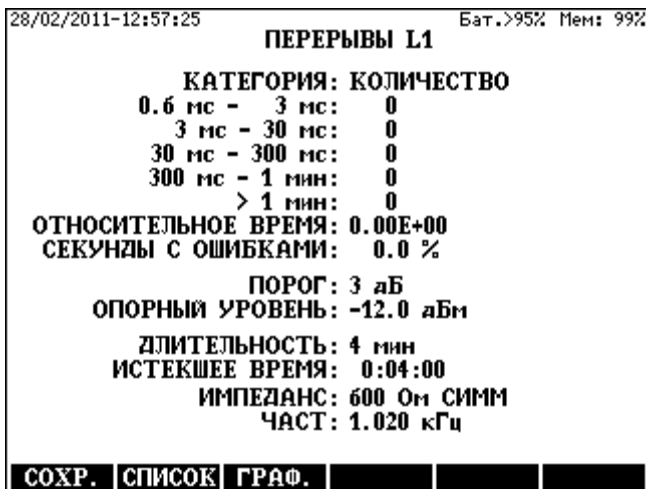 28/02/2011-12:57:25 Бат.>95% Мем: 99%
ПЕРЕРЫВЫ L1
КАТЕГОРИЯ: КОЛИЧЕСТВО
0.6 мс - 3 мс: 0
3 мс - 30 мс: 0
30 мс - 300 мс: 0
300 мс - 1 мин: 0
> 1 мин: 0
ОТНОСИТЕЛЬНОЕ ВРЕМЯ: 0.00E+00
СЕКУНДЫ С ОШИБКАМИ: 0.0 %
ПОРОГ: 3 дБ
ОПОРНЫЙ УРОВЕНЬ: -12.0 дБм
ДЛИТЕЛЬНОСТЬ: 4 мин
ИСТЕКШЕЕ ВРЕМЯ: 0:04:00
ИМПЕДАНС: 600 Ом СИММ
ЧАСТ: 1.020 кГц
СОХР. СПИСОК ГРАФ.